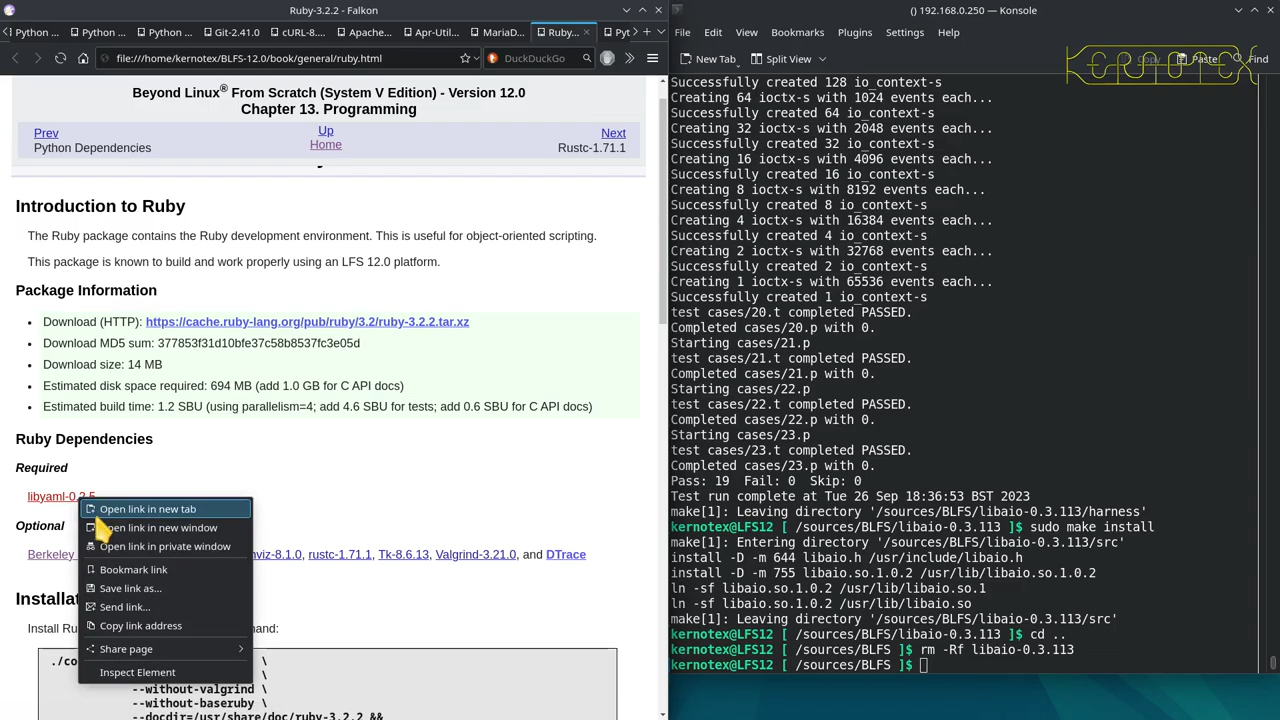 Ruby-3.2.2 — Falkon
Python ...
Python ...
Python ...
Git-2.41.0
cURL-8....
Apache...
Apr-Util...
MariaD...
Ruby...
Pyt
file:///home/kernotex/BLFS-12.0/book/general/ruby.html
DuckDuckGo
Beyond Linux® From Scratch (System V Edition) - Version 12.0
Chapter 13. Programming
Prev
Up
Next
Python Dependencies
Home
Rustc-1.71.1
Introduction to Ruby
The Ruby package contains the Ruby development environment. This is useful for object-oriented scripting.
This package is known to build and work properly using an LFS 12.0 platform.
Package Information
• Download (HTTP): https://cache.ruby-lang.org/pub/ruby/3.2/ruby-3.2.2.tar.xz
• Download MD5 sum: 377853f31d10bfe37c58b8537fc3e05d
• Download size: 14 MB
• Estimated disk space required: 694 MB (add 1.0 GB for C API docs)
• Estimated build time: 1.2 SBU (using parallelism=4; add 4.6 SBU for tests; add 0.6 SBU for C API docs)
Ruby Dependencies
Required
libyaml-0.2.5
Optional
Berkeley
nviz-8.1.0, rustc-1.71.1, Tk-8.6.13, Valgrind-3.21.0, and DTrace
Open link in new tab
Open link in new window
Open link in private window
Bookmark link
Save link as...
Send link...
Copy link address
Share page
Inspect Element
Installat
Install Ru
mand:
./co
\
--without-valgrind \
--without-baseruby \
--docdir=/usr/share/doc/ruby-3.2.2 &&
() 192.168.0.250 — Konsole
File
Edit
View
Bookmarks
Plugins
Settings
Help
New Tab
Split View
Copy
Paste
Find
Kernotex
Successfully created 128 io_context-s
Creating 64 ioctx-s with 1024 events each...
Successfully created 64 io_context-s
Creating 32 ioctx-s with 2048 events each...
Successfully created 32 io_context-s
Creating 16 ioctx-s with 4096 events each...
Successfully created 16 io_context-s
Creating 8 ioctx-s with 8192 events each...
Successfully created 8 io_context-s
Creating 4 ioctx-s with 16384 events each...
Successfully created 4 io_context-s
Creating 2 ioctx-s with 32768 events each...
Successfully created 2 io_context-s
Creating 1 ioctx-s with 65536 events each...
Successfully created 1 io_context-s
test cases/20.t completed PASSED.
Completed cases/20.p with 0.
Starting cases/21.p
test cases/21.t completed PASSED.
Completed cases/21.p with 0.
Starting cases/22.p
test cases/22.t completed PASSED.
Completed cases/22.p with 0.
Starting cases/23.p
test cases/23.t completed PASSED.
Completed cases/23.p with 0.
Pass: 19  Fail: 0  Skip: 0
Test run complete at Tue 26 Sep 18:36:53 BST 2023
make[1]: Leaving directory '/sources/BLFS/libaio-0.3.113/harness'
kernotex@LFS12 [ /sources/BLFS/libaio-0.3.113 ]$ sudo make install
make[1]: Entering directory '/sources/BLFS/libaio-0.3.113/src'
install -D -m 644 libaio.h /usr/include/libaio.h
install -D -m 755 libaio.so.1.0.2 /usr/lib/libaio.so.1.0.2
ln -sf libaio.so.1.0.2 /usr/lib/libaio.so.1
ln -sf libaio.so.1.0.2 /usr/lib/libaio.so
make[1]: Leaving directory '/sources/BLFS/libaio-0.3.113/src'
kernotex@LFS12 [ /sources/BLFS/libaio-0.3.113 ]$ cd ..
kernotex@LFS12 [ /sources/BLFS ]$ rm -Rf libaio-0.3.113
kernotex@LFS12 [ /sources/BLFS ]$